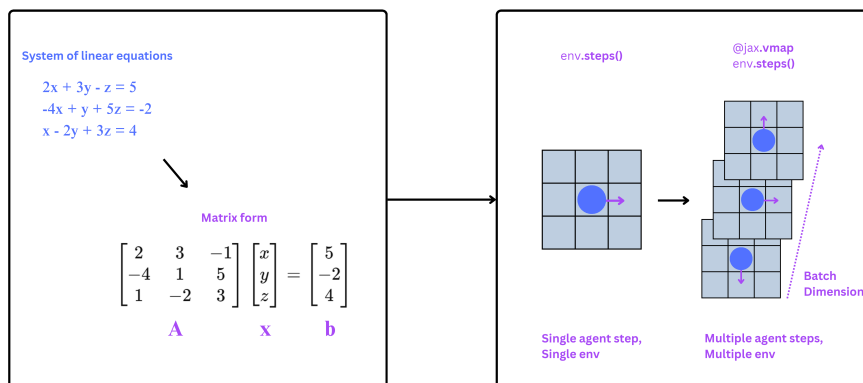 System of linear equations
2x + 3y - z = 5
-4x + y + 5z = -2
x - 2y + 3z = 4
Matrix form
[2 3 −1] [x] [5]
[−4 1 5] [y] = [−2]
[1 −2 3] [z] [4]
A x b
env.steps()
@jax.vmap
env.steps()
Batch
Dimension
Single agent step,
Single env
Multiple agent steps,
Multiple env